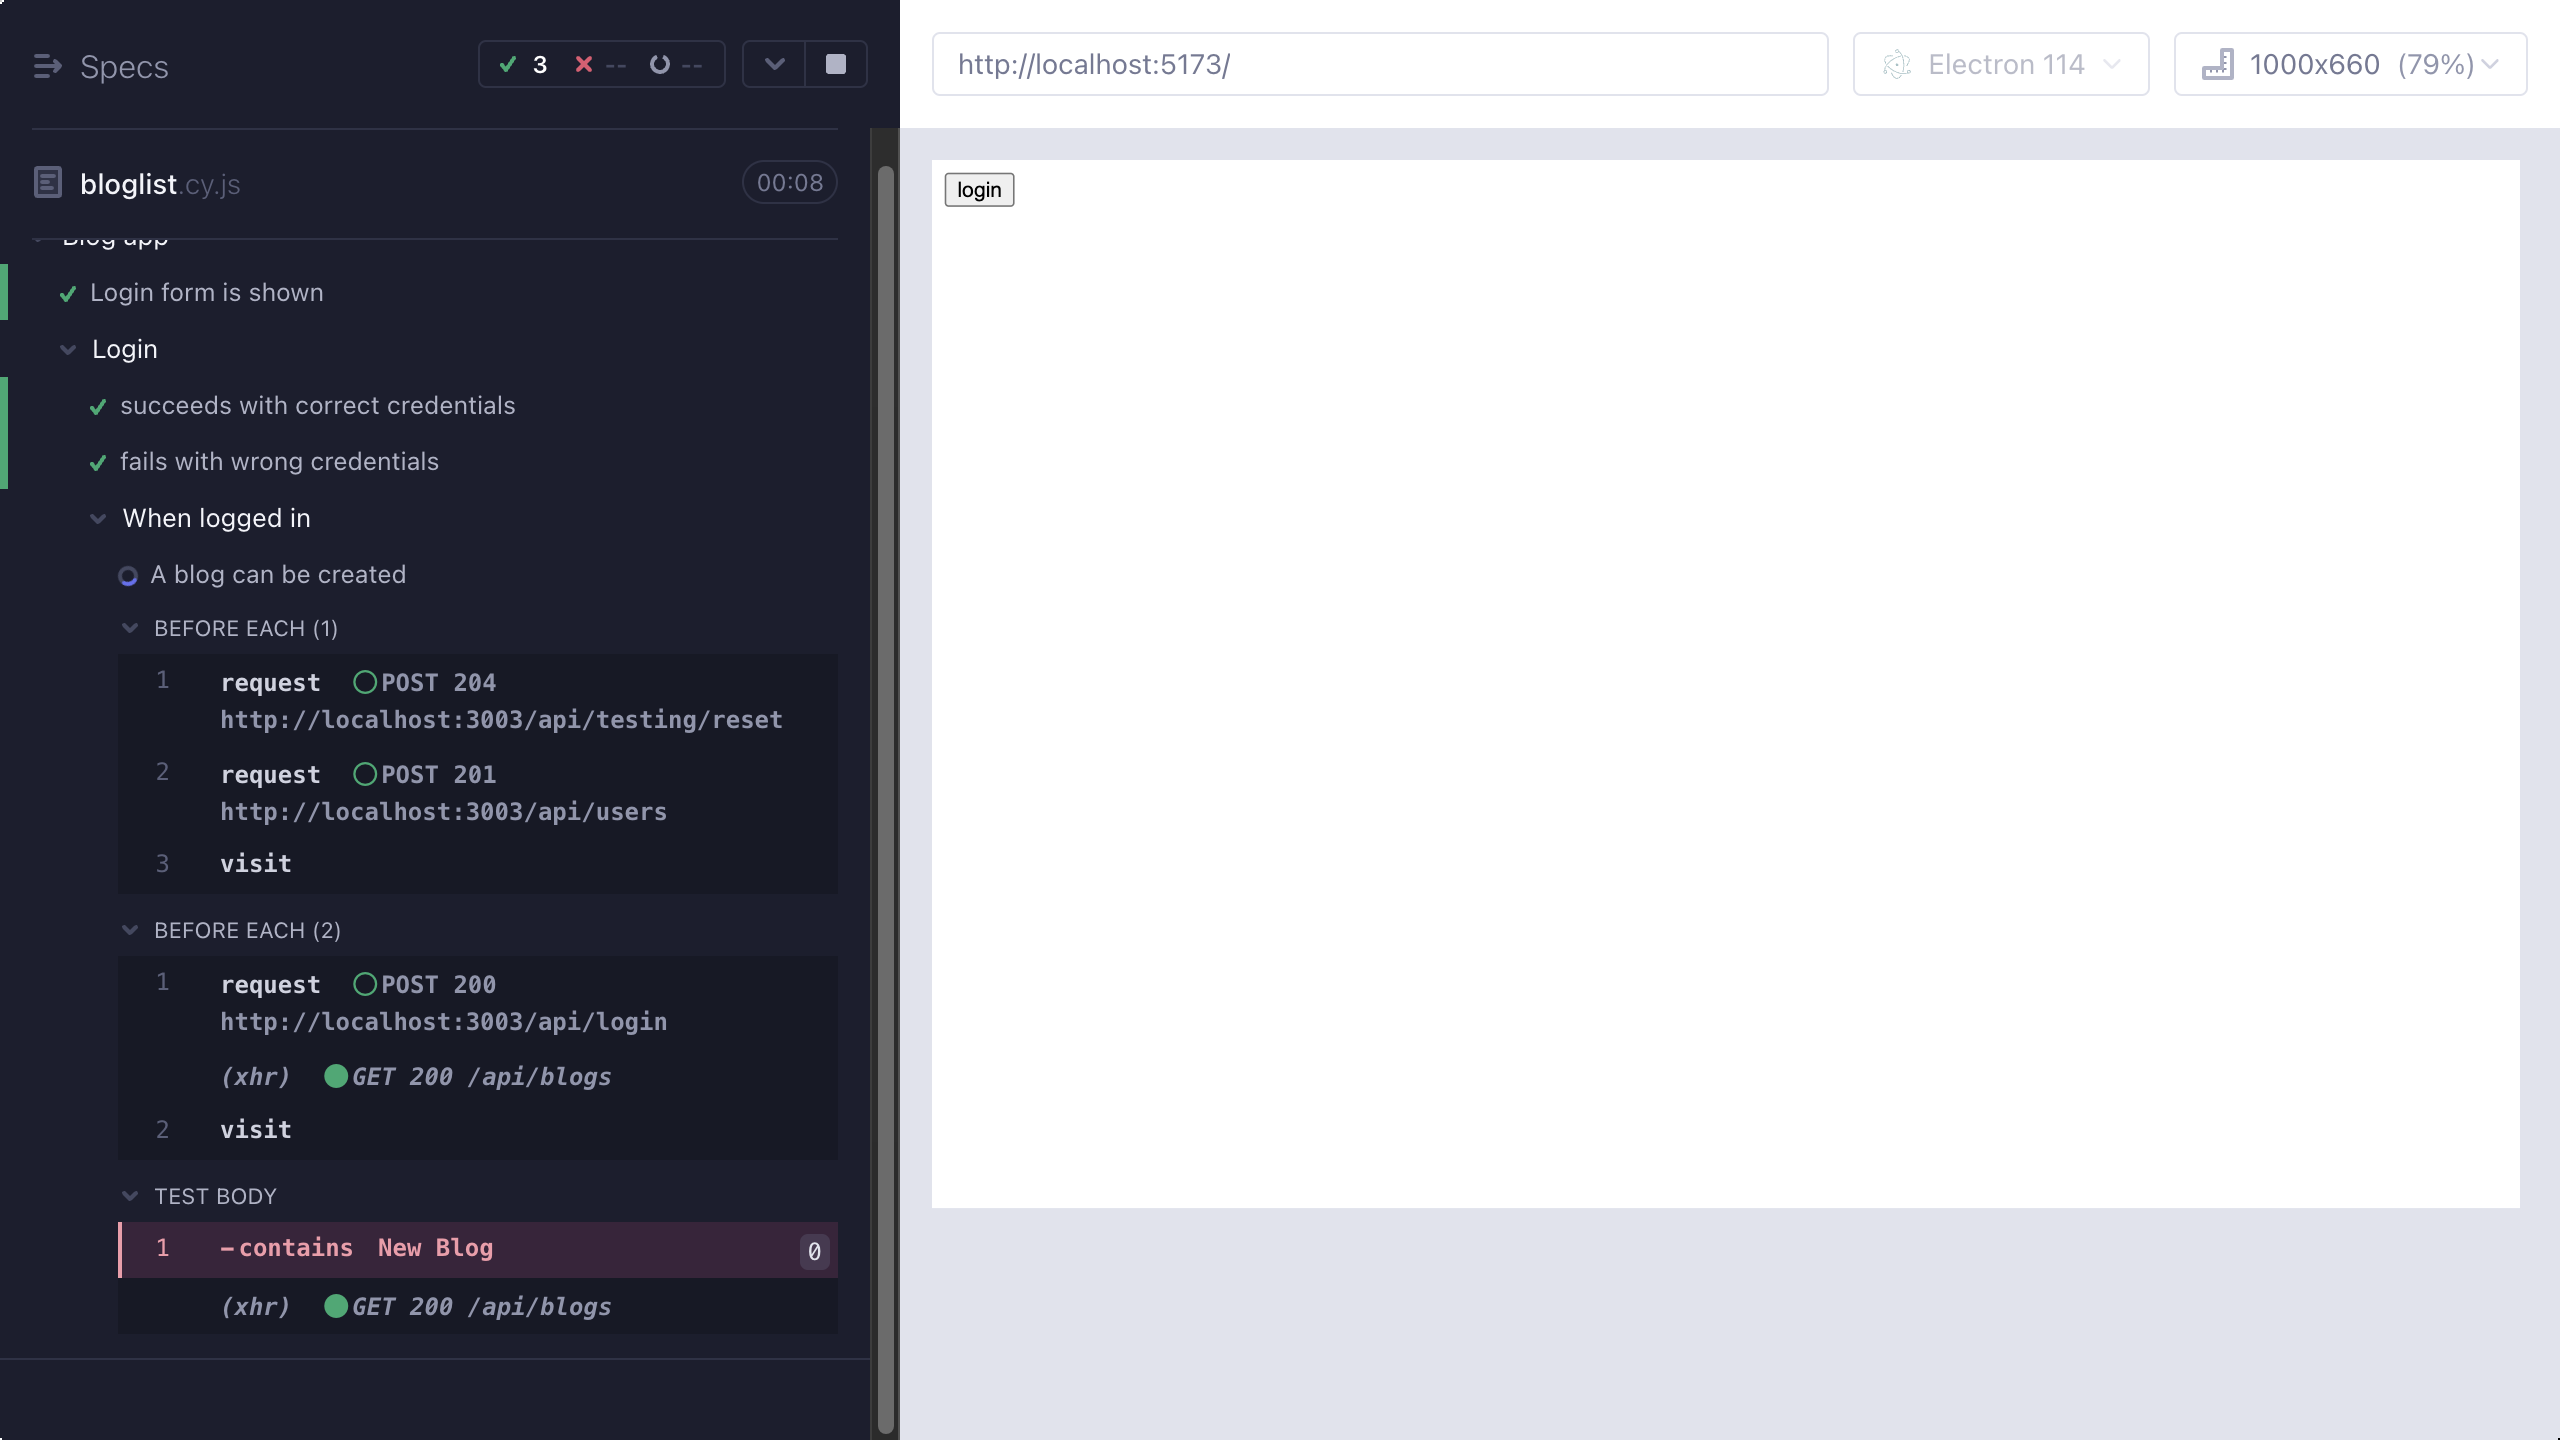 Specs
3 -- --
bloglist.cy.js
00:08
Blog app
Login form is shown
Login
succeeds with correct credentials
fails with wrong credentials
When logged in
A blog can be created
BEFORE EACH (1)
1 request POST 204
http://localhost:3003/api/testing/reset
2 request POST 201
http://localhost:3003/api/users
3 visit
BEFORE EACH (2)
1 request POST 200
http://localhost:3003/api/login
(xhr) GET 200 /api/blogs
2 visit
TEST BODY
1 -contains New Blog 0
(xhr) GET 200 /api/blogs
http://localhost:5173/
Electron 114
1000x660 (79%)
login